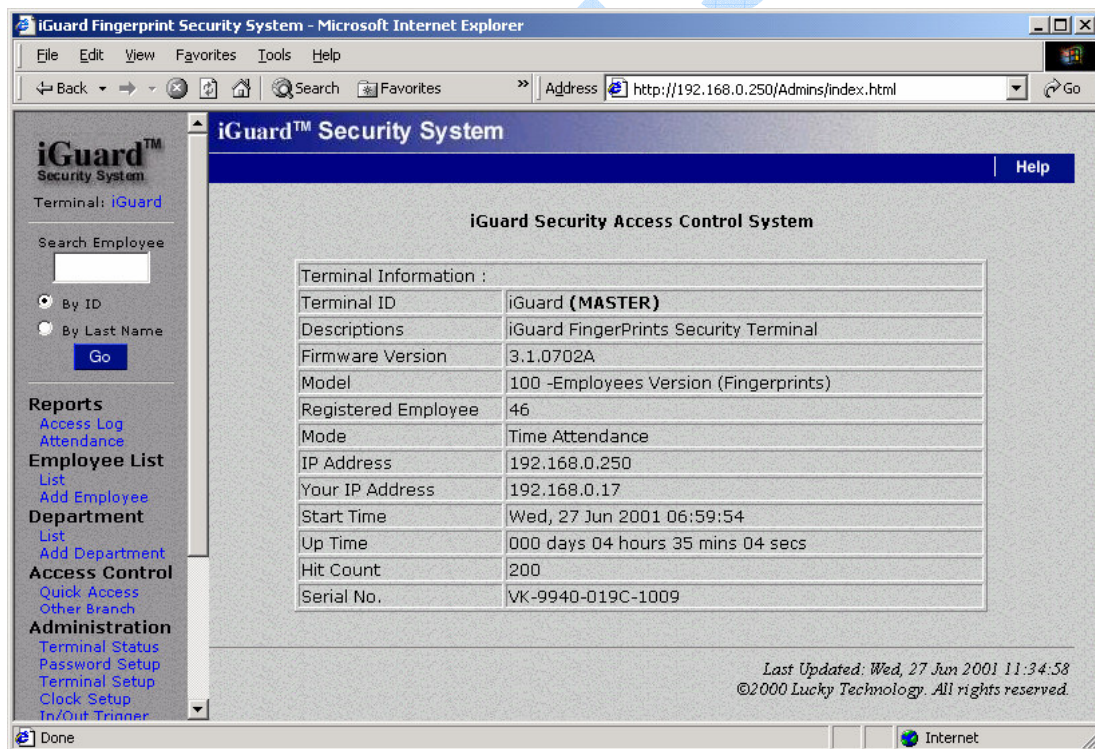 iGuard Fingerprint Security System - Microsoft Internet Explorer
File Edit View Favorites Tools Help
Back Search Favorites » Address http://192.168.0.250/Admins/index.html Go
iGuard™
Security System
Terminal: iGuard
Search Employee
By ID
By Last Name
Go
Reports
Access Log
Attendance
Employee List
List
Add Employee
Department
List
Add Department
Access Control
Quick Access
Other Branch
Administration
Terminal Status
Password Setup
Terminal Setup
Clock Setup
In/Out Trigger
iGuard™ Security System
Help
iGuard Security Access Control System
Terminal Information :
Terminal ID iGuard (MASTER)
Descriptions iGuard FingerPrints Security Terminal
Firmware Version 3.1.0702A
Model 100 -Employees Version (Fingerprints)
Registered Employee 46
Mode Time Attendance
IP Address 192.168.0.250
Your IP Address 192.168.0.17
Start Time Wed, 27 Jun 2001 06:59:54
Up Time 000 days 04 hours 35 mins 04 secs
Hit Count 200
Serial No. VK-9940-019C-1009
Last Updated: Wed, 27 Jun 2001 11:34:58
©2000 Lucky Technology. All rights reserved.
Done Internet